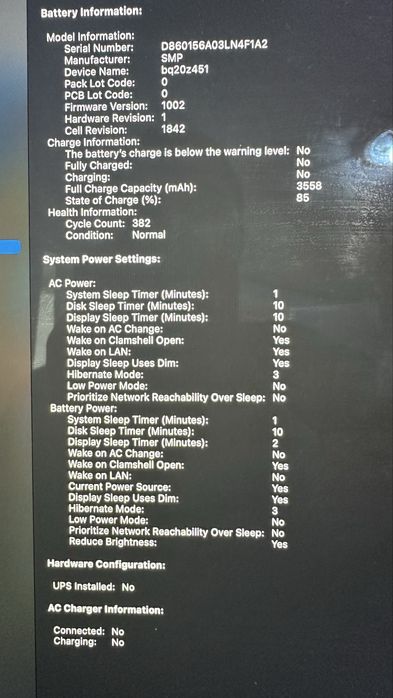 Battery Information:
Model Information:
Serial Number: D860156A03LN4F1A2
Manufacturer: SMP
Device Name: bq20z451
Pack Lot Code: 0
PCB Lot Code: 0
Firmware Version: 1002
Hardware Revision: 1
Cell Revision: 1842
Charge Information:
The battery's charge is below the warning level: No
Fully Charged: No
Charging: No
Full Charge Capacity (mAh): 3558
State of Charge (%): 85
Health Information:
Cycle Count: 382
Condition: Normal
System Power Settings:
AC Power:
System Sleep Timer (Minutes): 1
Disk Sleep Timer (Minutes): 10
Display Sleep Timer (Minutes): 10
Wake on AC Change: No
Wake on Clamshell Open: Yes
Wake on LAN: Yes
Display Sleep Uses Dim: Yes
Hibernate Mode: 3
Low Power Mode: No
Prioritize Network Reachability Over Sleep: No
Battery Power:
System Sleep Timer (Minutes): 1
Disk Sleep Timer (Minutes): 10
Display Sleep Timer (Minutes): 2
Wake on AC Change: No
Wake on Clamshell Open: Yes
Wake on LAN: No
Current Power Source: Yes
Display Sleep Uses Dim: Yes
Hibernate Mode: 3
Low Power Mode: No
Prioritize Network Reachability Over Sleep: No
Reduce Brightness: Yes
Hardware Configuration:
UPS Installed: No
AC Charger Information:
Connected: No
Charging: No